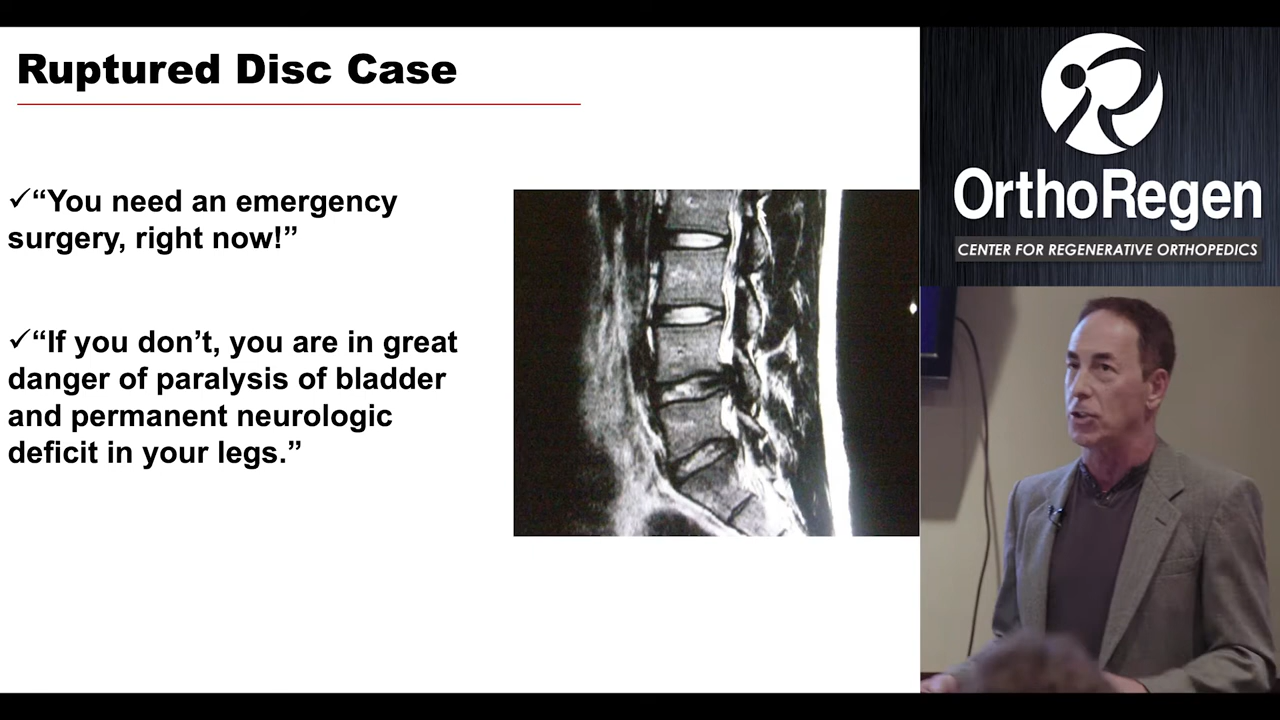 Ruptured Disc Case
✓“You need an emergency
surgery, right now!”
✓“If you don’t, you are in great
danger of paralysis of bladder
and permanent neurologic
deficit in your legs.”
OrthoRegen
CENTER FOR REGENERATIVE ORTHOPEDICS